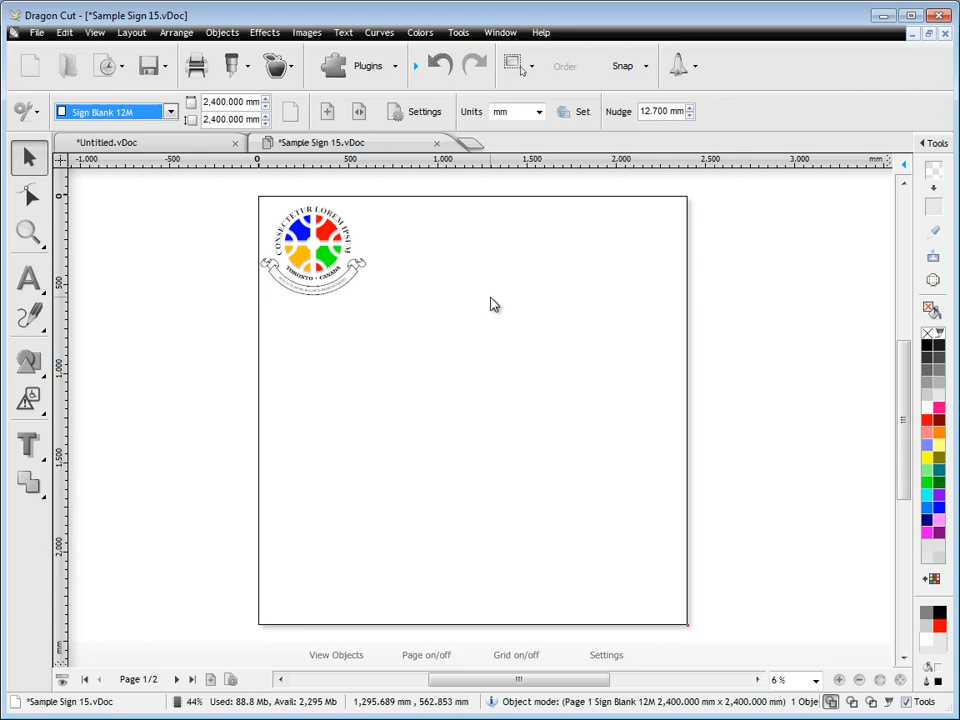 Dragon Cut - [*Sample Sign 15.vDoc]
File Edit View Layout Arrange Objects Effects Images Text Curves Colors Tools Window Help
Plugins Order Snap
Sign Blank 12M 2,400.000 mm 2,400.000 mm Settings Units mm Set Nudge 12.700 mm
*Untitled.vDoc *Sample Sign 15.vDoc Tools
-1,000 -500 0 500 1,000 1,500 2,000 2,500 3,000 mm
0
500
1,000
1,500
2,000
mm
CONSECTETUR LOREM IPSUM
TORONTO • CANADA
View Objects Page on/off Grid on/off Settings
Page 1/2 6 %
*Sample Sign 15.vDoc 44% Used: 88.8 Mb, Avail: 2,295 Mb 1,295.689 mm , 562.853 mm Object mode: (Page 1 Sign Blank 12M 2,400.000 mm x 2,400.000 mm) 1 Obje Tools